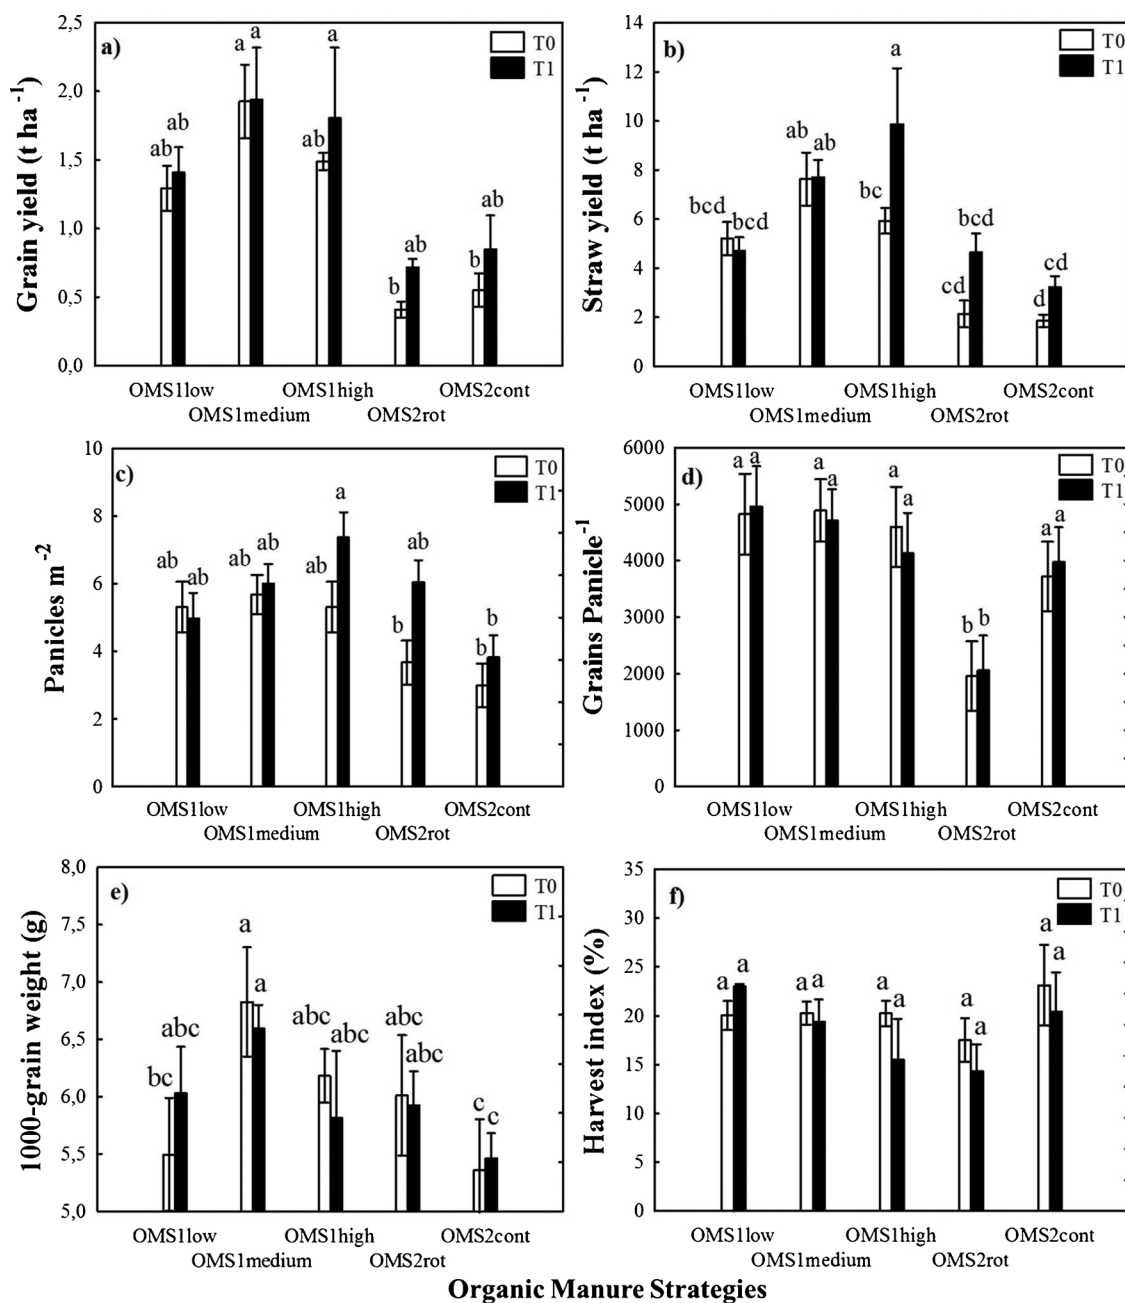 a)
Grain yield (t ha -1)
2,5
2,0
1,5
1,0
0,5
0,0
T0
T1
ab ab a a ab a b ab b ab
OMS1low OMS1high OMS2cont
OMS1medium OMS2rot
b)
Straw yield (t ha -1)
14
12
10
8
6
4
2
0
T0
T1
bcd bcd ab ab bc a cd bcd d cd
OMS1low OMS1high OMS2cont
OMS1medium OMS2rot
c)
Panicles m-2
10
8
6
4
2
0
T0
T1
ab ab ab ab ab a b ab b b
OMS1low OMS1high OMS2cont
OMS1medium OMS2rot
d)
Grains Panicle-1
6000
5000
4000
3000
2000
1000
0
T0
T1
a a a a a a b b a a
OMS1low OMS1high OMS2cont
OMS1medium OMS2rot
e)
1000-grain weight (g)
8,0
7,5
7,0
6,5
6,0
5,5
5,0
T0
T1
bc abc a a abc abc abc abc c c
OMS1low OMS1high OMS2cont
OMS1medium OMS2rot
f)
Harvest index (%)
35
30
25
20
15
10
5
0
T0
T1
a a a a a a a a a a
OMS1low OMS1high OMS2cont
OMS1medium OMS2rot
Organic Manure Strategies